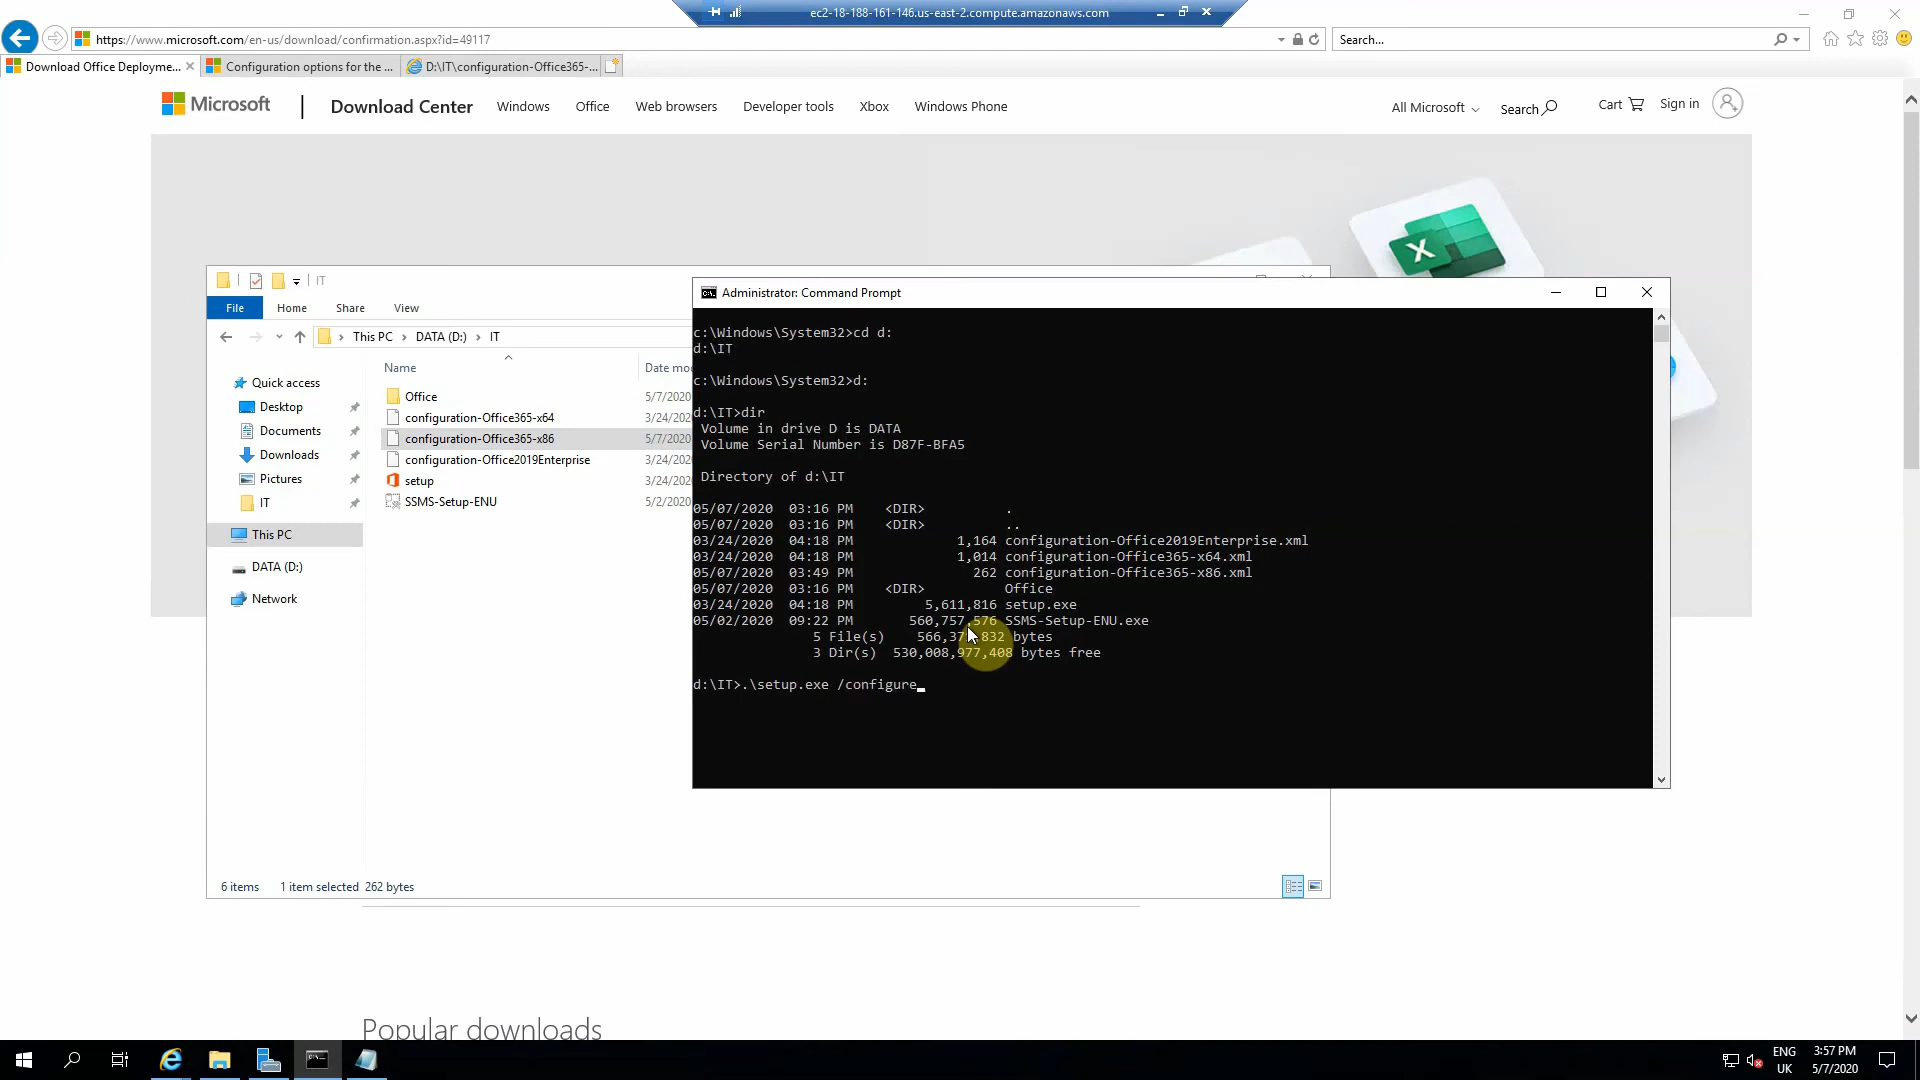 ec2-18-188-161-146.us-east-2.compute.amazonaws.com
https://www.microsoft.com/en-us/download/confirmation.aspx?id=49117
Search...
Download Office Deployme...
Configuration options for the ...
D:\IT\configuration-Office365-...
Microsoft
Download Center
Windows
Office
Web browsers
Developer tools
Xbox
Windows Phone
All Microsoft
Search
Cart
Sign in
IT
File
Home
Share
View
This PC
DATA (D:)
IT
Name
Date mo
Quick access
Desktop
Documents
Downloads
Pictures
IT
This PC
DATA (D:)
Network
Office
5/7/2020
configuration-Office365-x64
3/24/202
configuration-Office365-x86
5/7/2020
configuration-Office2019Enterprise
3/24/202
setup
3/24/202
SSMS-Setup-ENU
5/2/2020
6 items
1 item selected 262 bytes
Administrator: Command Prompt
c:\Windows\System32>cd d:
d:\IT
c:\Windows\System32>d:
d:\IT>dir
Volume in drive D is DATA
Volume Serial Number is D87F-BFA5
Directory of d:\IT
05/07/2020 03:16 PM <DIR> .
05/07/2020 03:16 PM <DIR> ..
03/24/2020 04:18 PM 1,164 configuration-Office2019Enterprise.xml
03/24/2020 04:18 PM 1,014 configuration-Office365-x64.xml
05/07/2020 03:49 PM 262 configuration-Office365-x86.xml
05/07/2020 03:16 PM <DIR> Office
03/24/2020 04:18 PM 5,611,816 setup.exe
05/02/2020 09:22 PM 560,757,576 SSMS-Setup-ENU.exe
5 File(s) bytes
3 Dir(s) 530,008,977,408 bytes free
d:\IT>.\setup.exe /configure
Popular downloads
X
ENG
UK
3:57 PM
5/7/2020